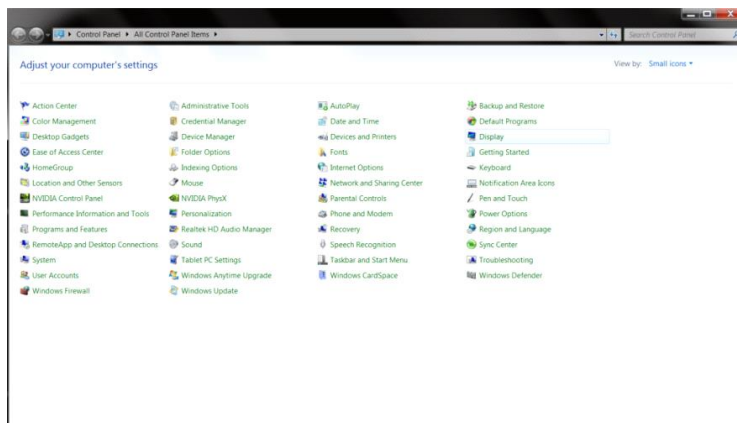 Control Panel ▸ All Control Panel Items ▸ Search Control Panel
Adjust your computer's settings View by: Small icons
Action Center Administrative Tools AutoPlay Backup and Restore
Color Management Credential Manager Date and Time Default Programs
Desktop Gadgets Device Manager Devices and Printers Display
Ease of Access Center Folder Options Fonts Getting Started
HomeGroup Indexing Options Internet Options Keyboard
Location and Other Sensors Mouse Network and Sharing Center Notification Area Icons
NVIDIA Control Panel NVIDIA PhysX Parental Controls Pen and Touch
Performance Information and Tools Personalization Phone and Modem Power Options
Programs and Features Realtek HD Audio Manager Recovery Region and Language
RemoteApp and Desktop Connections Sound Speech Recognition Sync Center
System Tablet PC Settings Taskbar and Start Menu Troubleshooting
User Accounts Windows Anytime Upgrade Windows CardSpace Windows Defender
Windows Firewall Windows Update